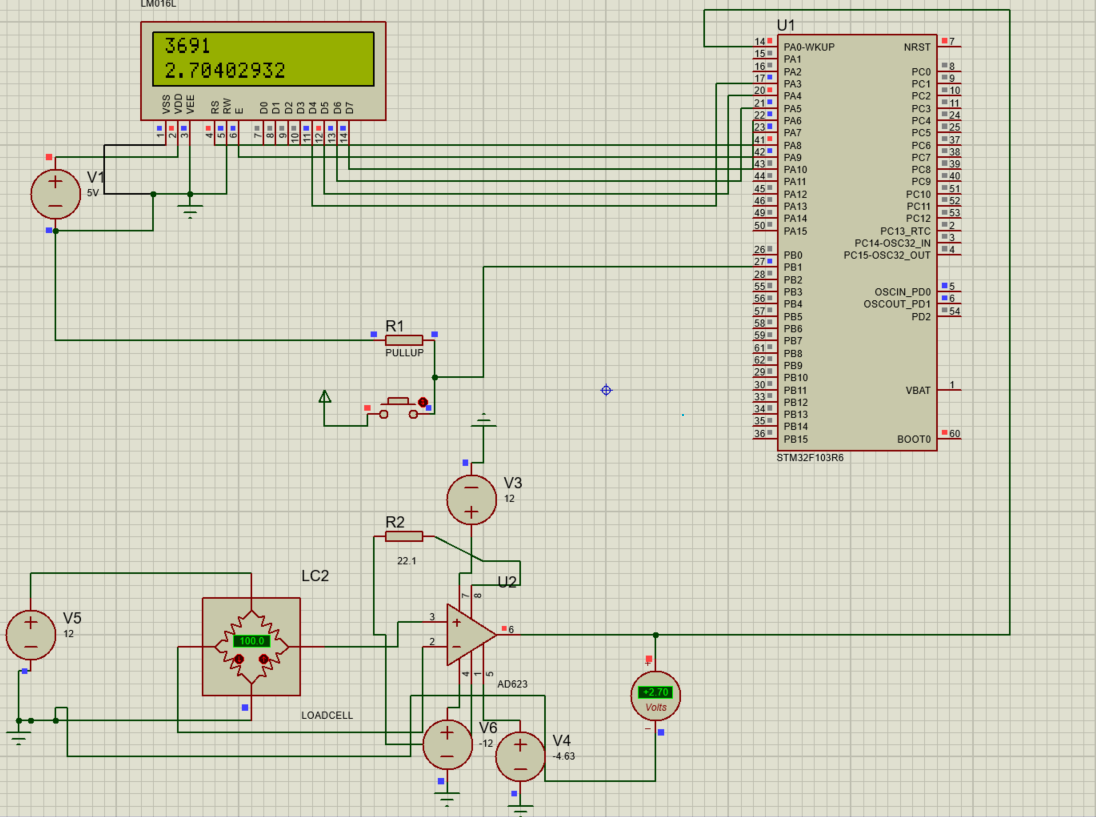 LM016L
3691
2.70402932
VSS
VDD
VEE
RS
RW
E
D0
D1
D2
D3
D4
D5
D6
D7
1
2
3
4
5
6
7
8
9
10
11
12
13
14
V1
5V
U1
14 PA0-WKUP
15 PA1
16 PA2
17 PA3
20 PA4
21 PA5
22 PA6
23 PA7
41 PA8
42 PA9
43 PA10
44 PA11
45 PA12
46 PA13
49 PA14
50 PA15
26 PB0
27 PB1
28 PB2
55 PB3
56 PB4
57 PB5
58 PB6
59 PB7
61 PB8
62 PB9
29 PB10
30 PB11
33 PB12
34 PB13
35 PB14
36 PB15
NRST 7
PC0 8
PC1 9
PC2 10
PC3 11
PC4 24
PC5 25
PC6 37
PC7 38
PC8 39
PC9 40
PC10 51
PC11 52
PC12 53
PC13_RTC 2
PC14-OSC32_IN 3
PC15-OSC32_OUT 4
OSCIN_PD0 5
OSCOUT_PD1 6
PD2 54
VBAT 1
BOOT0 60
STM32F103R6
R1
PULLUP
V3
12
R2
22.1
U2
7
8
3
2
6
4
1
5
AD623
LC2
100.0
LOADCELL
V5
12
V6
-12
V4
-4.63
+2.70
Volts